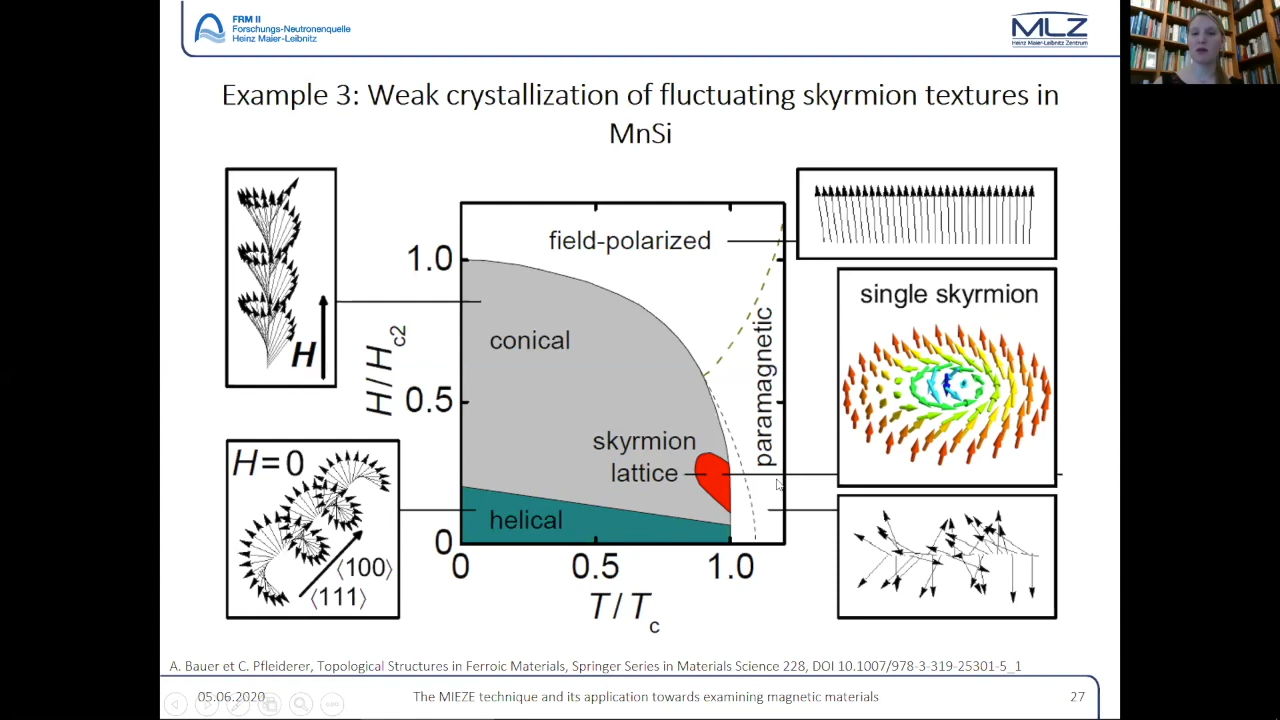 FRM II
Forschungs-Neutronenquelle
Heinz Maier-Leibnitz
MLZ
Heinz Maier-Leibnitz Zentrum
Example 3: Weak crystallization of fluctuating skyrmion textures in
MnSi
H
H = 0
⟨100⟩
⟨111⟩
H / Hc2
1.0
0.5
0
field-polarized
conical
skyrmion
lattice
helical
paramagnetic
0
0.5
1.0
T / Tc
single skyrmion
A. Bauer et C. Pfleiderer, Topological Structures in Ferroic Materials, Springer Series in Materials Science 228, DOI 10.1007/978-3-319-25301-5_1
05.06.2020
The MIEZE technique and its application towards examining magnetic materials
27